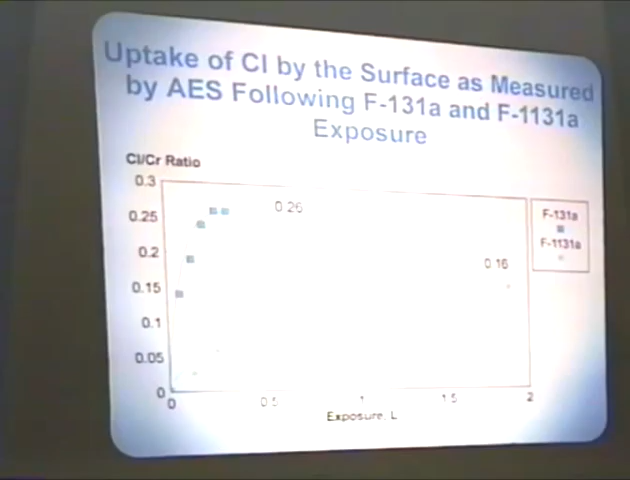 Uptake of Cl by the Surface as Measured
by AES Following F-131a and F-1131a
Exposure
Cl/Cr Ratio
0.3
0.25
0.2
0.15
0.1
0.05
0
0
0.5
1
1.5
2
Exposure, L
0.26
0.16
F-131a
F-1131a